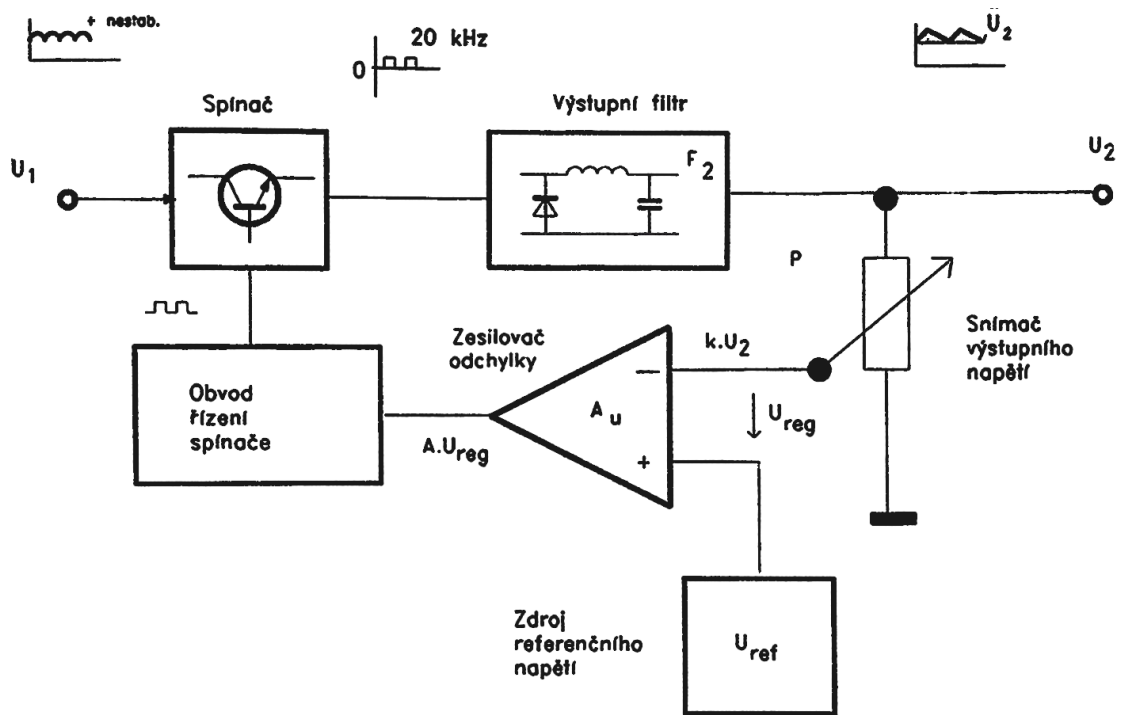 + nestab.
20 kHz
0
U2
Spínač
Výstupní filtr
U1
F2
U2
P
Zesilovač
odchylky
k.U2
Snímač
výstupního
napětí
Obvod
řízení
spínače
−
Au
Ureg
A.Ureg
+
Zdroj
referenčního
napětí
Uref